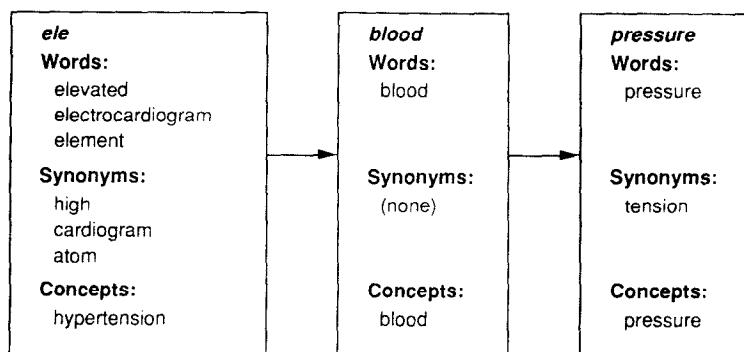 ele
Words:
elevated
electrocardiogram
element
Synonyms:
high
cardiogram
atom
Concepts:
hypertension
blood
Words:
blood
Synonyms:
(none)
Concepts:
blood
pressure
Words:
pressure
Synonyms:
tension
Concepts:
pressure